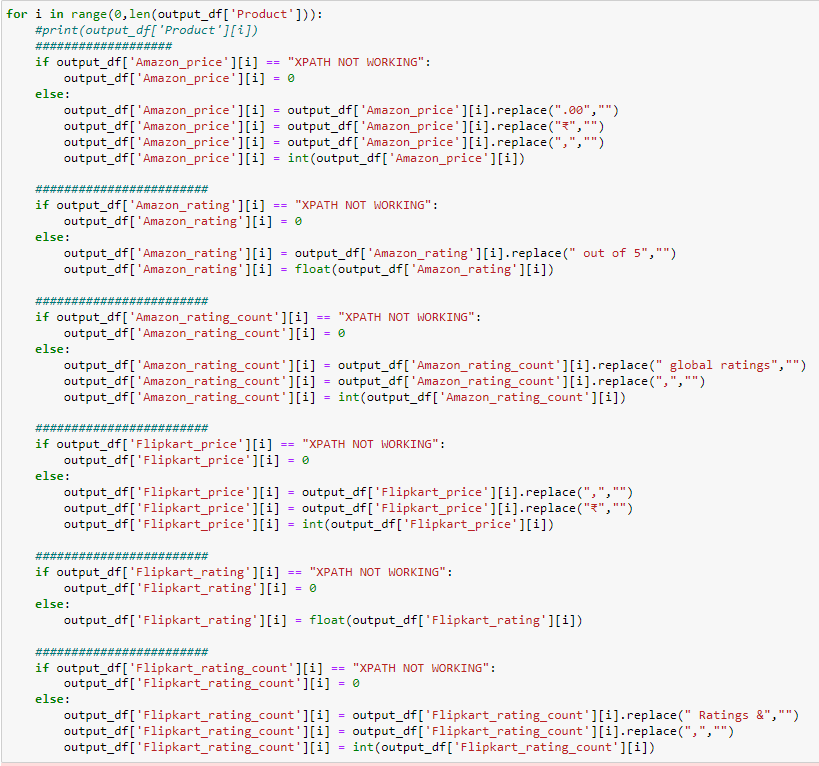 for i in range(0,len(output_df['Product'])):
    #print(output_df['Product'][i])
    ###################
    if output_df['Amazon_price'][i] == "XPATH NOT WORKING":
        output_df['Amazon_price'][i] = 0
    else:
        output_df['Amazon_price'][i] = output_df['Amazon_price'][i].replace(".00","")
        output_df['Amazon_price'][i] = output_df['Amazon_price'][i].replace("₹","")
        output_df['Amazon_price'][i] = output_df['Amazon_price'][i].replace(",","")
        output_df['Amazon_price'][i] = int(output_df['Amazon_price'][i])

    ########################
    if output_df['Amazon_rating'][i] == "XPATH NOT WORKING":
        output_df['Amazon_rating'][i] = 0
    else:
        output_df['Amazon_rating'][i] = output_df['Amazon_rating'][i].replace(" out of 5","")
        output_df['Amazon_rating'][i] = float(output_df['Amazon_rating'][i])

    ########################
    if output_df['Amazon_rating_count'][i] == "XPATH NOT WORKING":
        output_df['Amazon_rating_count'][i] = 0
    else:
        output_df['Amazon_rating_count'][i] = output_df['Amazon_rating_count'][i].replace(" global ratings","")
        output_df['Amazon_rating_count'][i] = output_df['Amazon_rating_count'][i].replace(",","")
        output_df['Amazon_rating_count'][i] = int(output_df['Amazon_rating_count'][i])

    ########################
    if output_df['Flipkart_price'][i] == "XPATH NOT WORKING":
        output_df['Flipkart_price'][i] = 0
    else:
        output_df['Flipkart_price'][i] = output_df['Flipkart_price'][i].replace(",","")
        output_df['Flipkart_price'][i] = output_df['Flipkart_price'][i].replace("₹","")
        output_df['Flipkart_price'][i] = int(output_df['Flipkart_price'][i])

    ########################
    if output_df['Flipkart_rating'][i] == "XPATH NOT WORKING":
        output_df['Flipkart_rating'][i] = 0
    else:
        output_df['Flipkart_rating'][i] = float(output_df['Flipkart_rating'][i])

    ########################
    if output_df['Flipkart_rating_count'][i] == "XPATH NOT WORKING":
        output_df['Flipkart_rating_count'][i] = 0
    else:
        output_df['Flipkart_rating_count'][i] = output_df['Flipkart_rating_count'][i].replace(" Ratings &","")
        output_df['Flipkart_rating_count'][i] = output_df['Flipkart_rating_count'][i].replace(",","")
        output_df['Flipkart_rating_count'][i] = int(output_df['Flipkart_rating_count'][i])